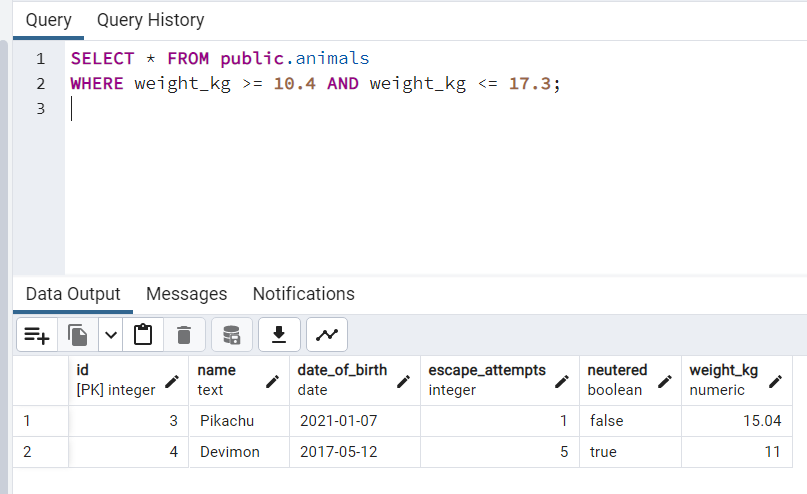 Query Query History
1 SELECT * FROM public.animals
2 WHERE weight_kg >= 10.4 AND weight_kg <= 17.3;
3
Data Output Messages Notifications
id name date_of_birth escape_attempts neutered weight_kg
[PK] integer text date integer boolean numeric
1 3 Pikachu 2021-01-07 1 false 15.04
2 4 Devimon 2017-05-12 5 true 11